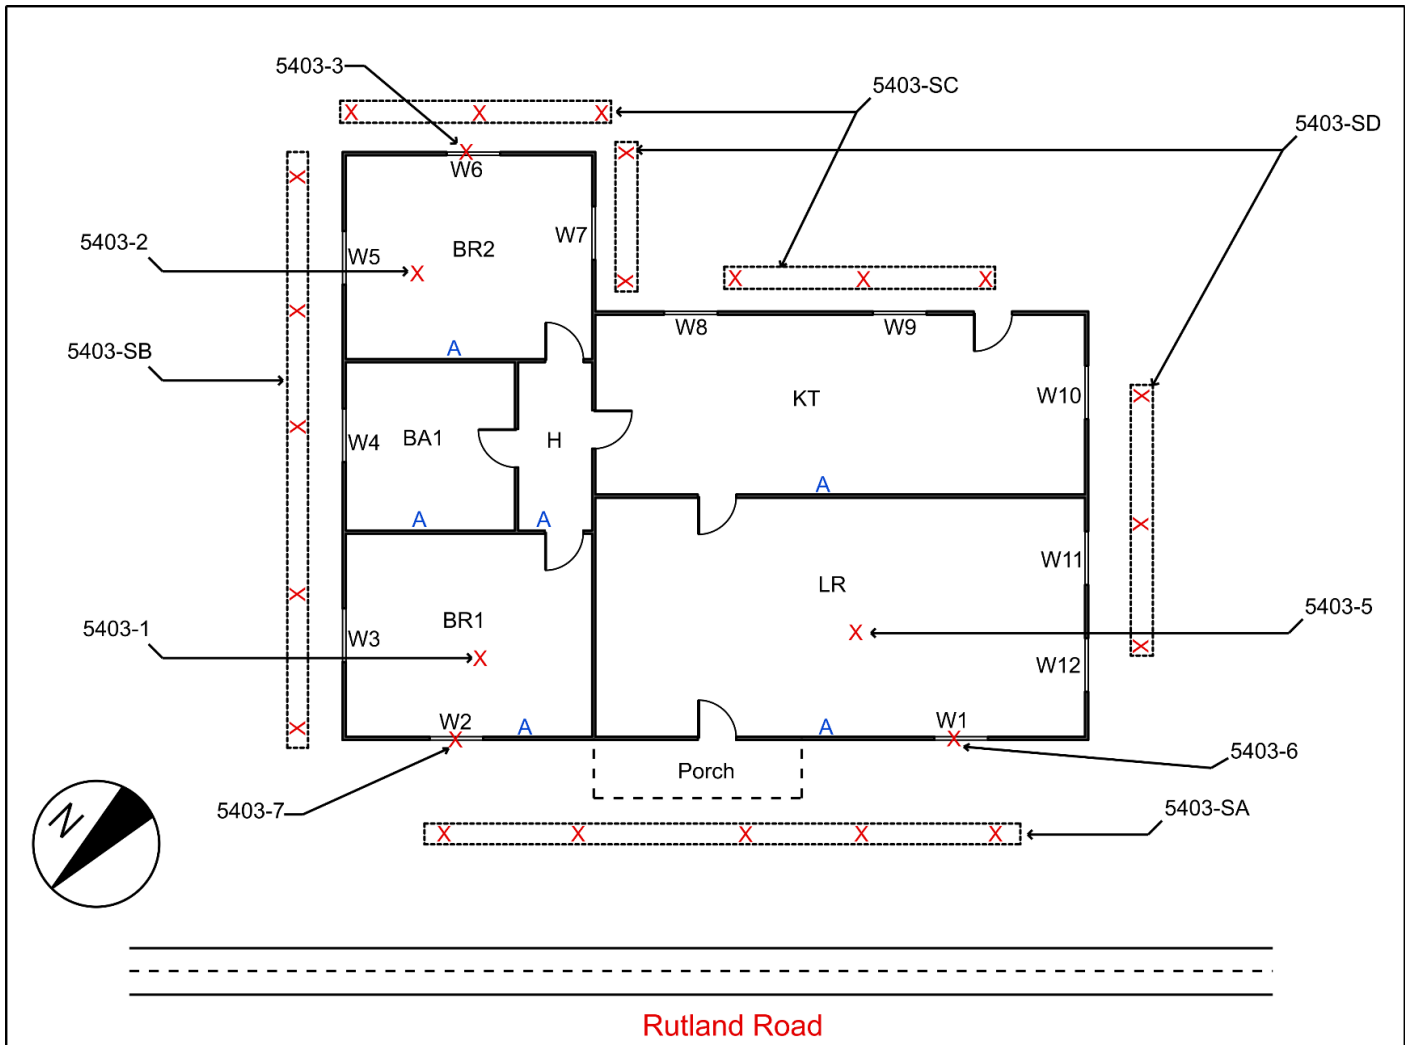 5403-3
5403-SC
5403-SD
X X X
X
X
X
W6
X
5403-2
W5
BR2
W7
X
X
X
X X X
X
W8
W9
5403-SB
A
KT
W10
X
X
W4
BA1
H
A
A
A
X
W11
LR
X
5403-1
BR1
X
5403-5
W3
X
X
W12
W2
A
A
W1
X
X
X
5403-6
Porch
5403-7
5403-SA
X X X X X
N
Rutland Road